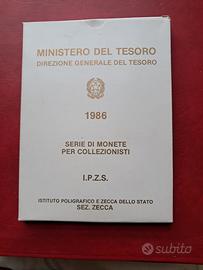 MINISTERO DEL TESORO
DIREZIONE GENERALE DEL TESORO
1986
SERIE DI MONETE
PER COLLEZIONISTI
I.P.Z.S.
ISTITUTO POLIGRAFICO E ZECCA DELLO STATO
SEZ. ZECCA
subito